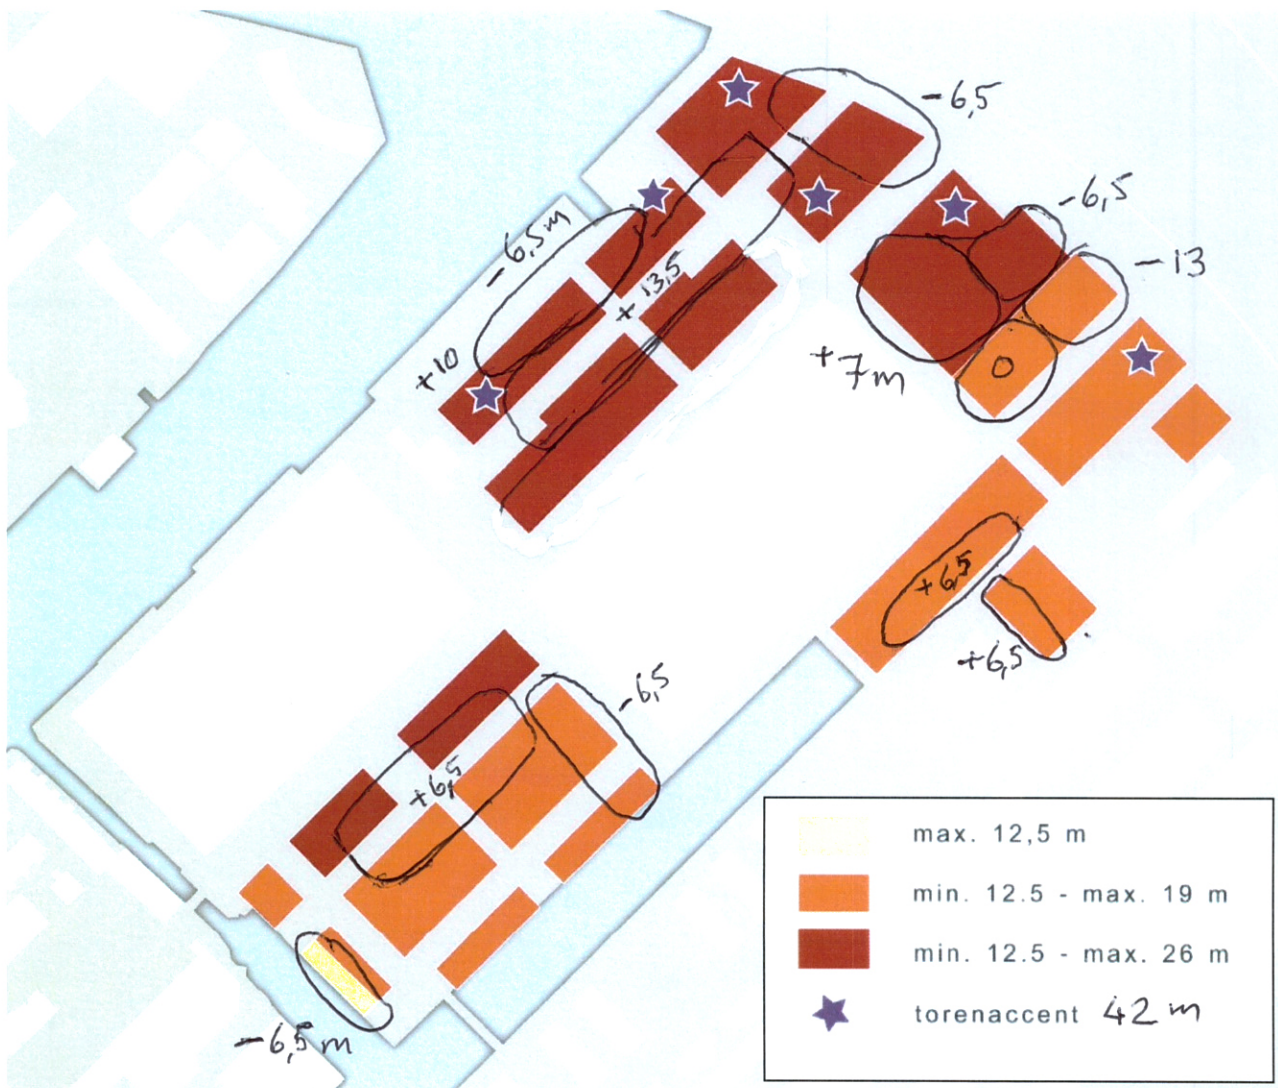 -6,5
-6,5
-6,5m
-13
+13,5
+10
+7m
0
+6,5
+6,5
-6,5
+6,5
-6,5m
max. 12,5 m
min. 12.5 - max. 19 m
min. 12.5 - max. 26 m
torenaccent 42 m